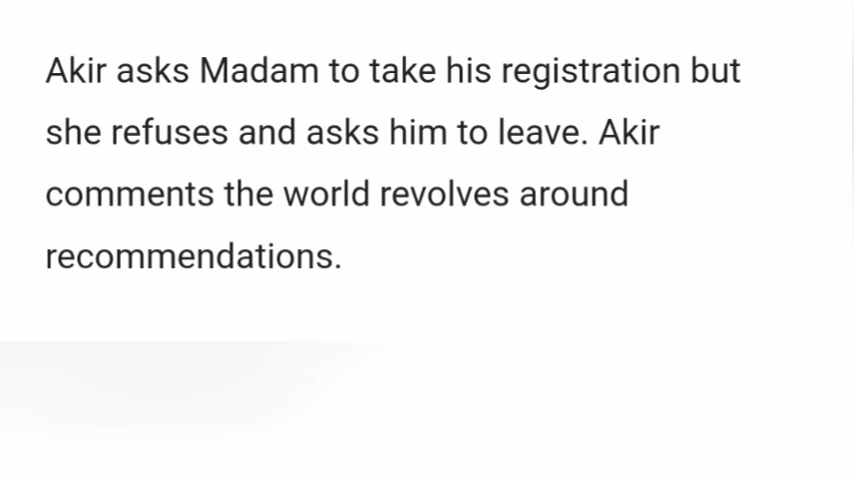 Akir asks Madam to take his registration but
she refuses and asks him to leave. Akir
comments the world revolves around
recommendations.